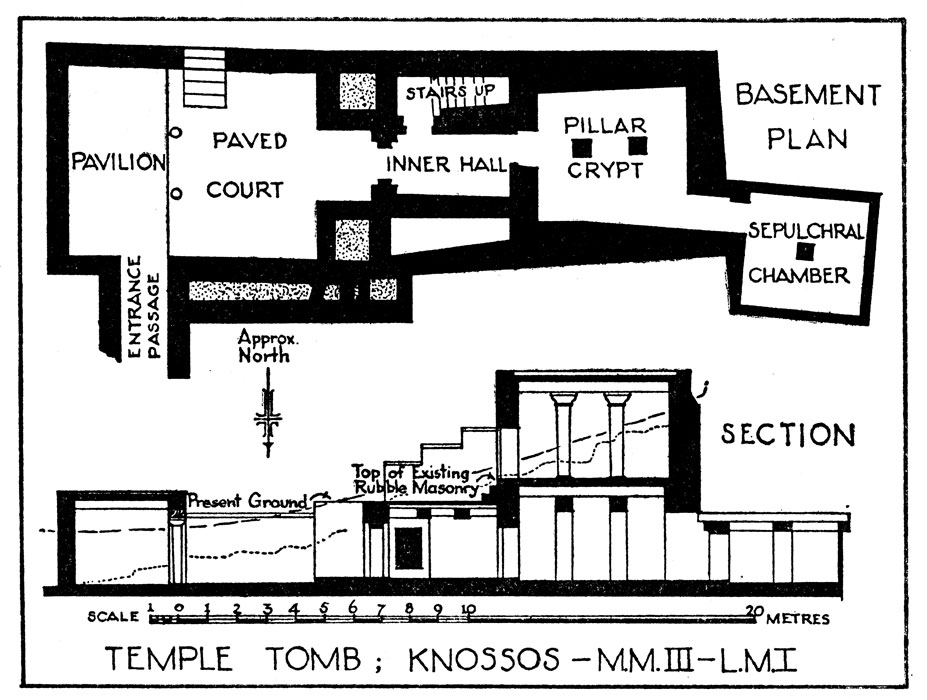 BASEMENT
PLAN
STAIRS UP
PILLAR
CRYPT
PAVILION
PAVED
COURT
INNER HALL
SEPULCHRAL
CHAMBER
ENTRANCE
PASSAGE
Approx.
North
SECTION
Top of Existing
Rubble Masonry
Present Ground
SCALE 1 0 1 2 3 4 5 6 7 8 9 10 20 METRES
TEMPLE TOMB; KNOSSOS – M.M.III – L.M.I